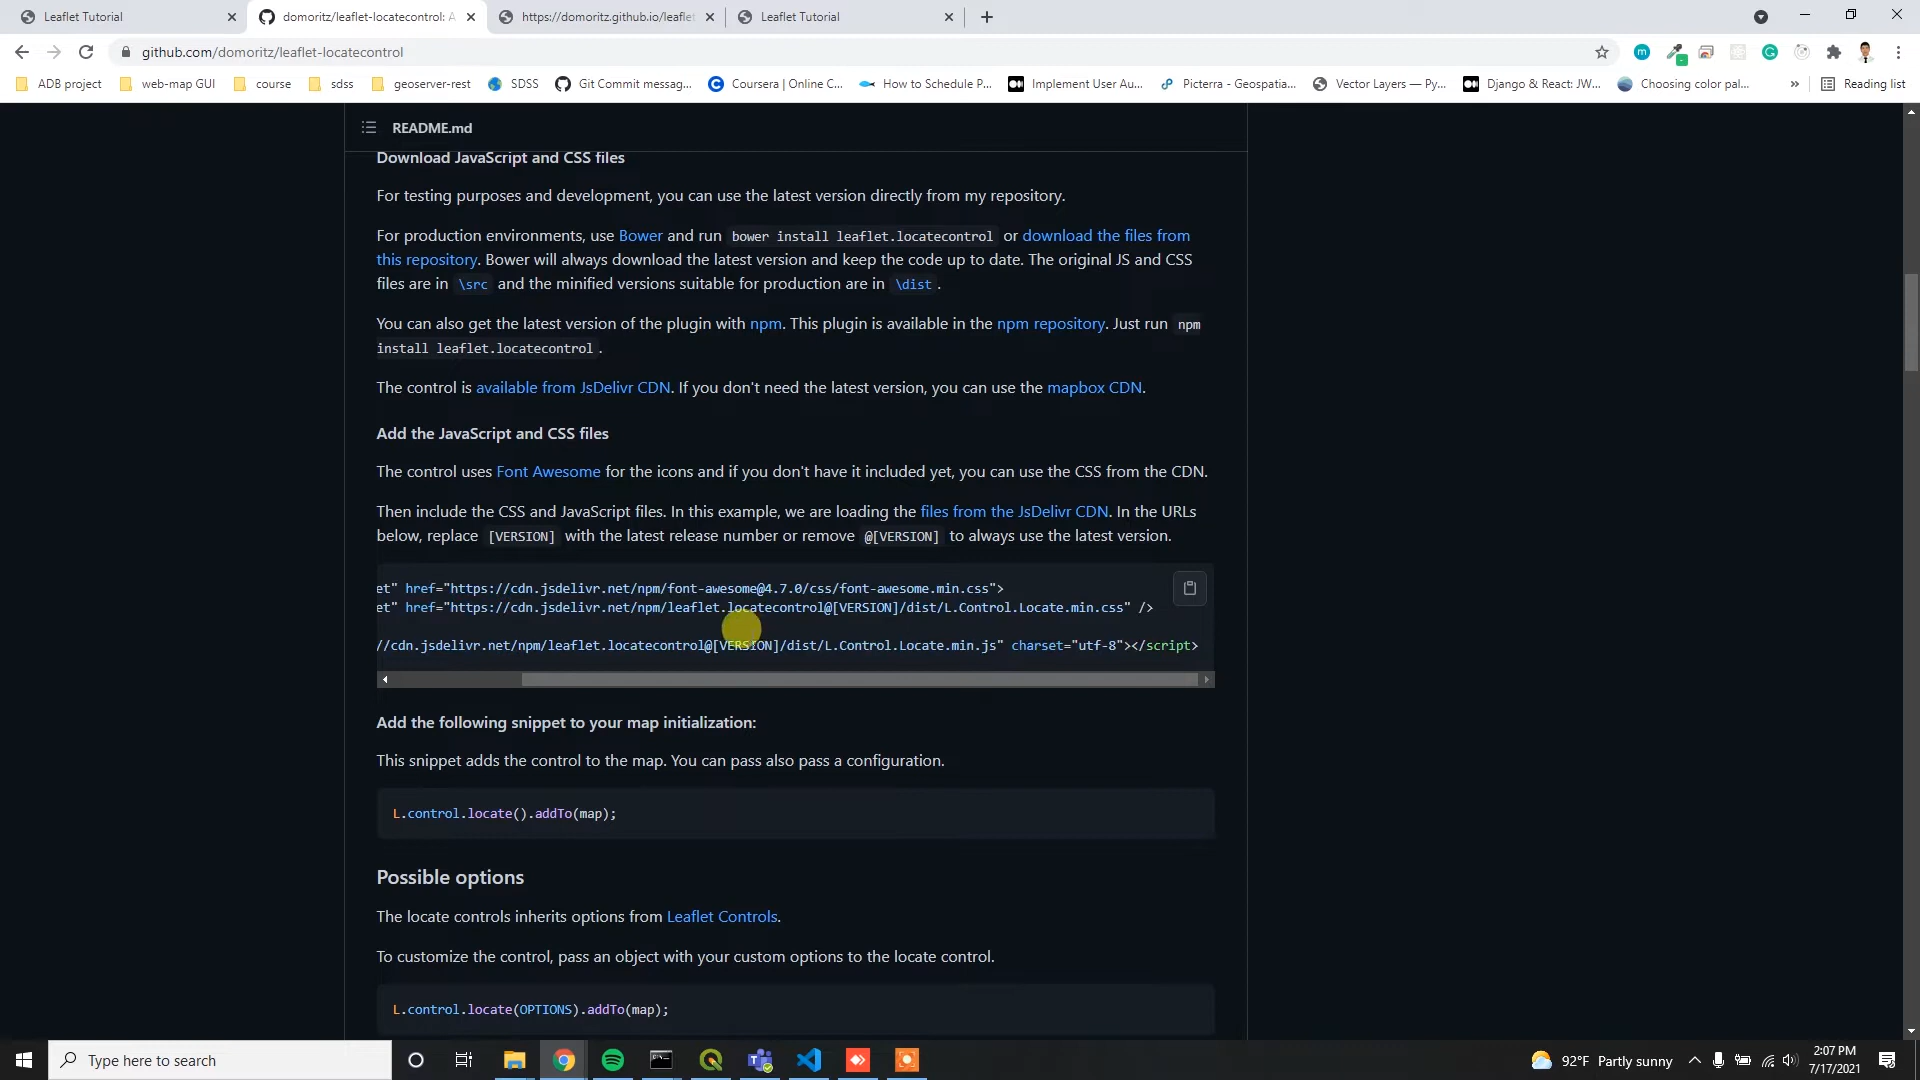 Leaflet Tutorial
domoritz/leaflet-locatecontrol: A
https://domoritz.github.io/leaflet
Leaflet Tutorial
github.com/domoritz/leaflet-locatecontrol
ADB project
web-map GUI
course
sdss
geoserver-rest
SDSS
Git Commit messag...
Coursera | Online C...
How to Schedule P...
Implement User Au...
Picterra - Geospatia...
Vector Layers — Py...
Django & React: JW...
Choosing color pal...
»
Reading list
README.md
Download JavaScript and CSS files
For testing purposes and development, you can use the latest version directly from my repository.
For production environments, use Bower and run bower install leaflet.locatecontrol or download the files from
this repository. Bower will always download the latest version and keep the code up to date. The original JS and CSS
files are in \src and the minified versions suitable for production are in \dist .
You can also get the latest version of the plugin with npm. This plugin is available in the npm repository. Just run npm
install leaflet.locatecontrol .
The control is available from JsDelivr CDN. If you don't need the latest version, you can use the mapbox CDN.
Add the JavaScript and CSS files
The control uses Font Awesome for the icons and if you don't have it included yet, you can use the CSS from the CDN.
Then include the CSS and JavaScript files. In this example, we are loading the files from the JsDelivr CDN. In the URLs
below, replace [VERSION] with the latest release number or remove @[VERSION] to always use the latest version.
et" href="https://cdn.jsdelivr.net/npm/font-awesome@4.7.0/css/font-awesome.min.css">
et" href="https://cdn.jsdelivr.net/npm/leaflet.locatecontrol@[VERSION]/dist/L.Control.Locate.min.css" />
//cdn.jsdelivr.net/npm/leaflet.locatecontrol@[VERSION]/dist/L.Control.Locate.min.js" charset="utf-8"></script>
Add the following snippet to your map initialization:
This snippet adds the control to the map. You can pass also pass a configuration.
L.control.locate().addTo(map);
Possible options
The locate controls inherits options from Leaflet Controls.
To customize the control, pass an object with your custom options to the locate control.
L.control.locate(OPTIONS).addTo(map);
Type here to search
92°F Partly sunny
2:07 PM
7/17/2021